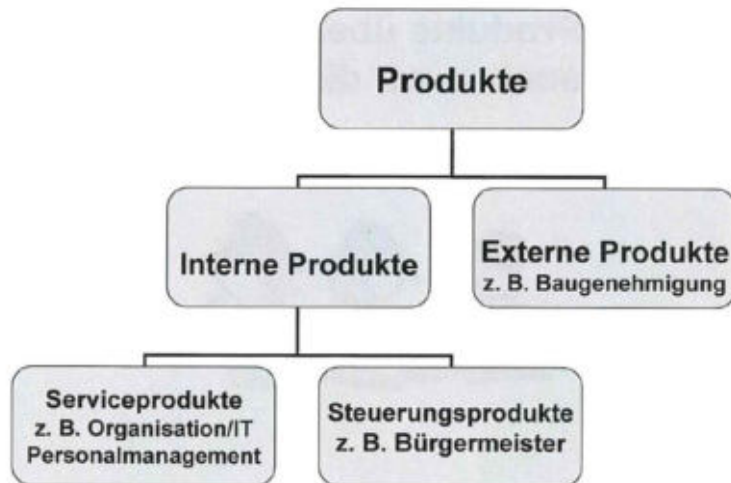 Produkte
Interne Produkte
Externe Produkte
z. B. Baugenehmigung
Serviceprodukte
z. B. Organisation/IT
Personalmanagement
Steuerungsprodukte
z. B. Bürgermeister